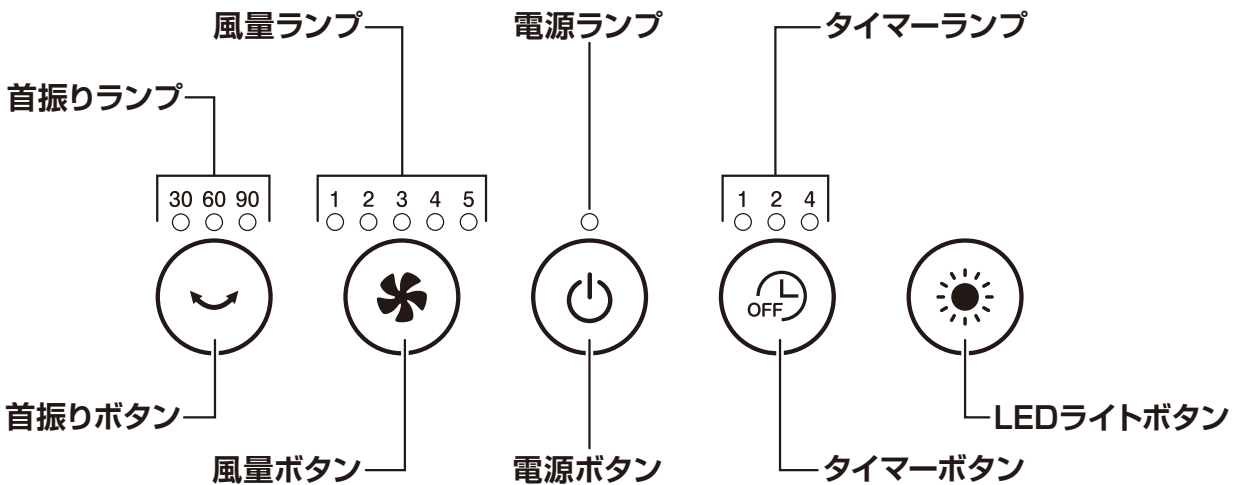 風量ランプ
電源ランプ
タイマーランプ
首振りランプ
30 60 90
1 2 3 4 5
1 2 4
OFF
首振りボタン
LEDライトボタン
風量ボタン
電源ボタン
タイマーボタン